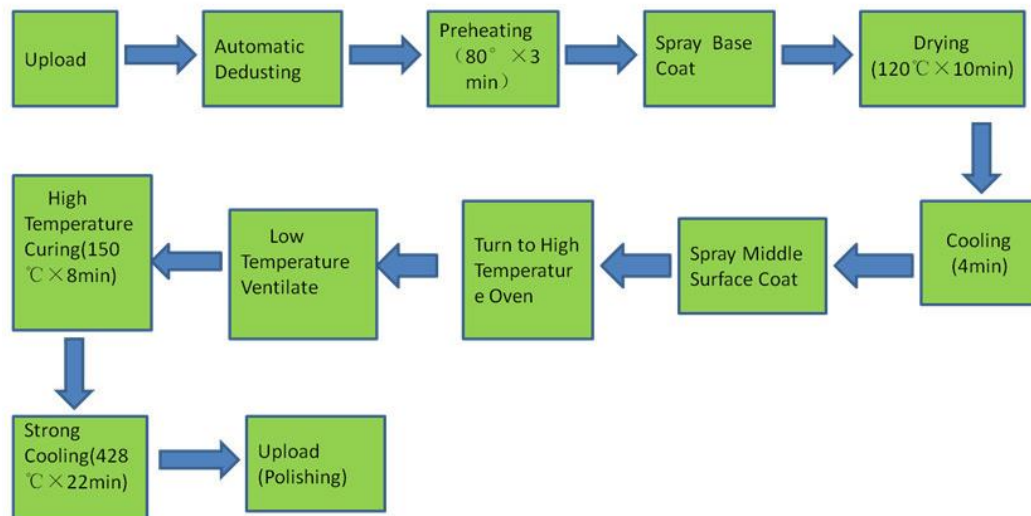 Upload
Automatic
Dedusting
Preheating
（80° ×3
min）
Spray Base
Coat
Drying
(120℃×10min)
Cooling
(4min)
Spray Middle
Surface Coat
Turn to High
Temperatur
e Oven
Low
Temperature
Ventilate
High
Temperature
Curing(150
℃×8min)
Strong
Cooling(428
℃×22min)
Upload
(Polishing)